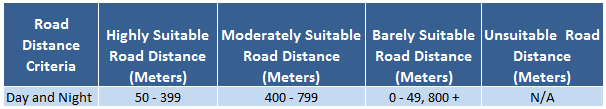 Road Distance Criteria
Highly Suitable Road Distance (Meters)
Moderately Suitable Road Distance (Meters)
Barely Suitable Road Distance (Meters)
Unsuitable Road Distance (Meters)
Day and Night 50 - 399 400 - 799 0 - 49, 800 + N/A